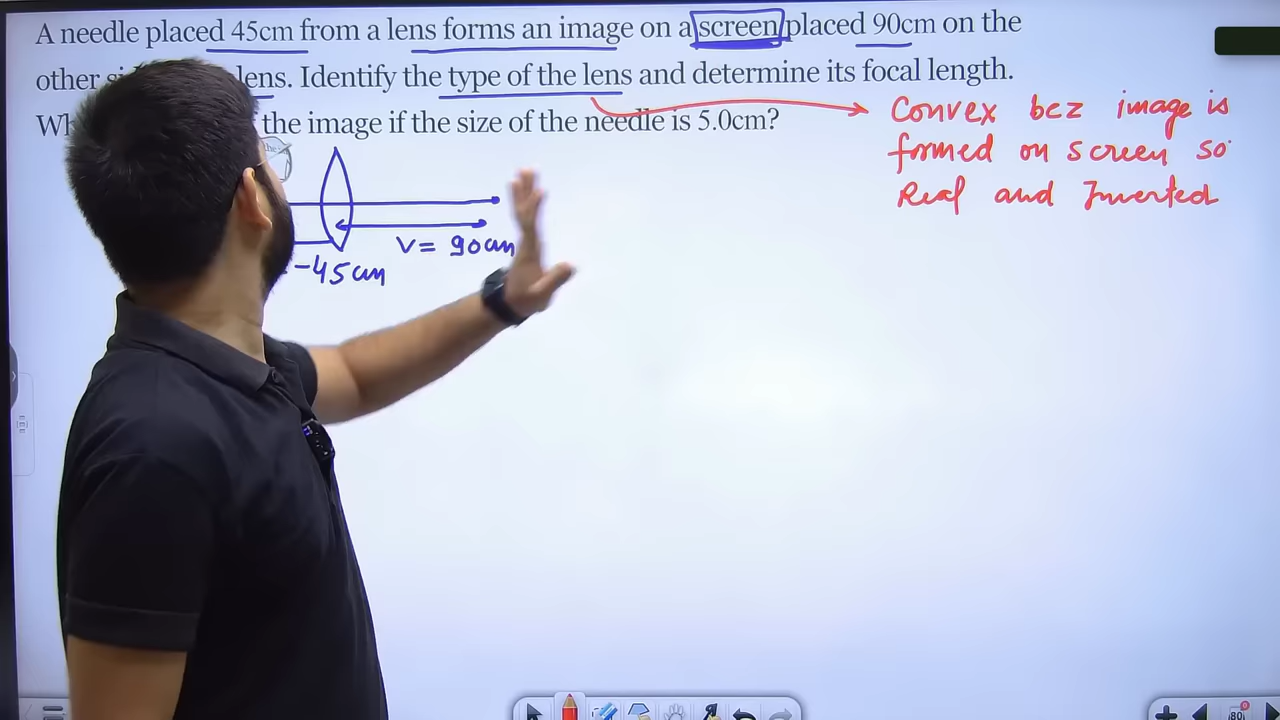 A needle placed 45cm from a lens forms an image on a screen placed 90cm on the
other lens. Identify the type of the lens and determine its focal length.
the image if the size of the needle is 5.0cm?
Convex bcz image is
formed on screen so
Real and Inverted
V= 90cm
-45cm